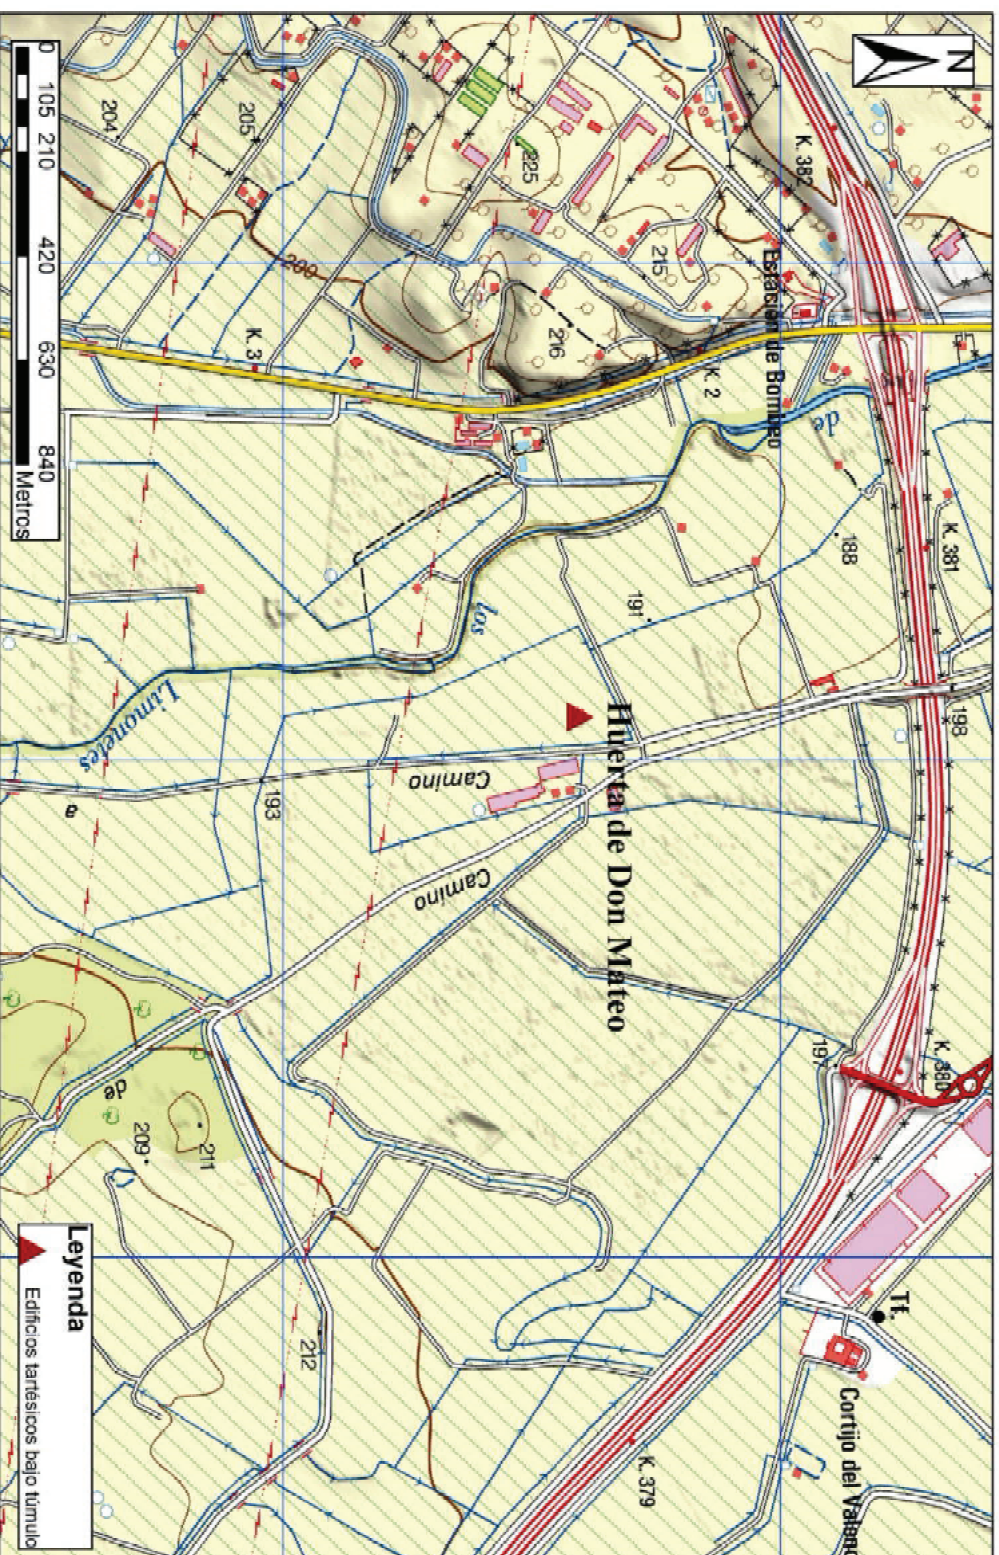 N
K. 382
K. 381
198
K. 380
Tf.
Estación de Bombeo
de
188
197
215
K. 2
191
Huerta de Don Mateo
K. 379
225
216
los
Camino
Camino
205
209
K. 3
193
Limonetes
212
204
a
de
211
209
0 105 210 420 630 840
Metros
Leyenda
Edificios tartésicos bajo túmulo
Cortijo del